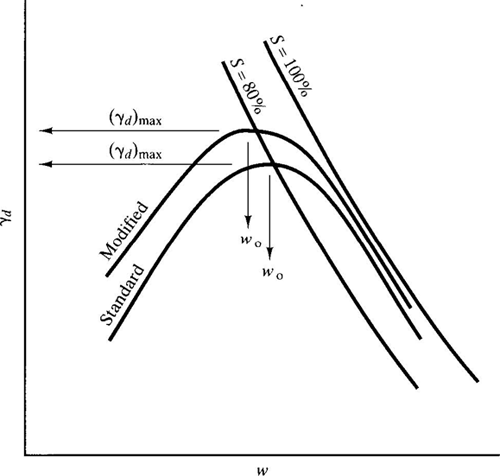 S = 80%
S = 100%
(γd)max
(γd)max
γd
Modified
Standard
wo
wo
w